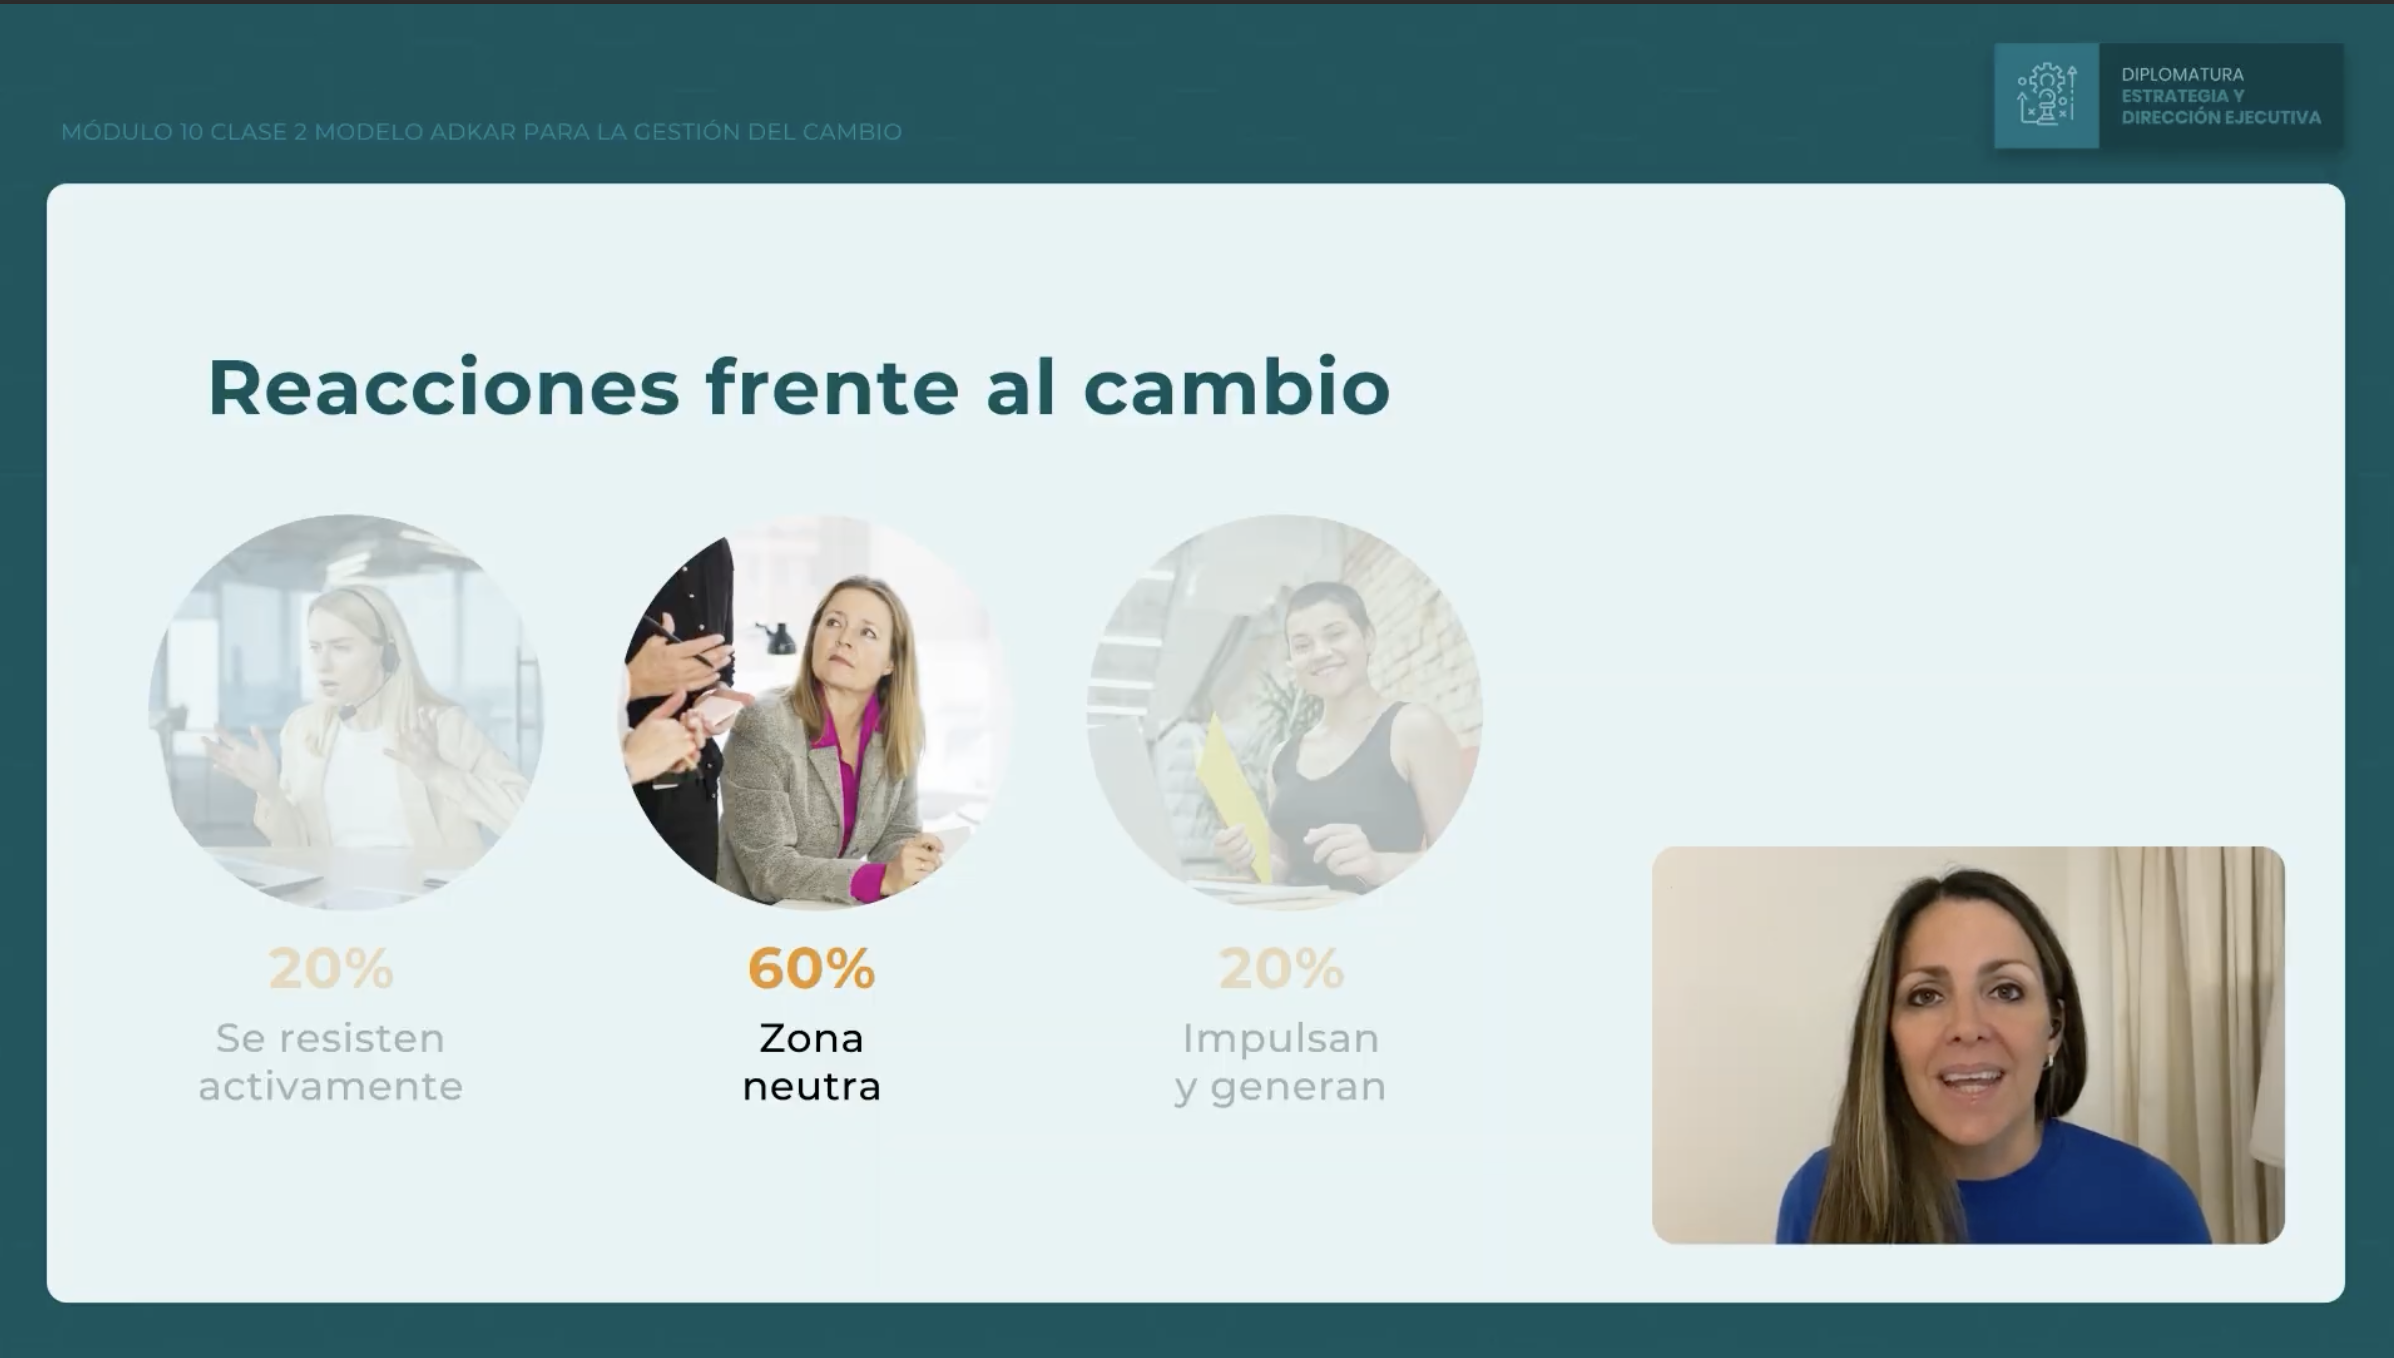 DIPLOMATURA
ESTRATEGIA Y
DIRECCIÓN EJECUTIVA
MÓDULO 10 CLASE 2 MODELO ADKAR PARA LA GESTIÓN DEL CAMBIO
Reacciones frente al cambio
20%
Se resisten
activamente
60%
Zona
neutra
20%
Impulsan
y generan